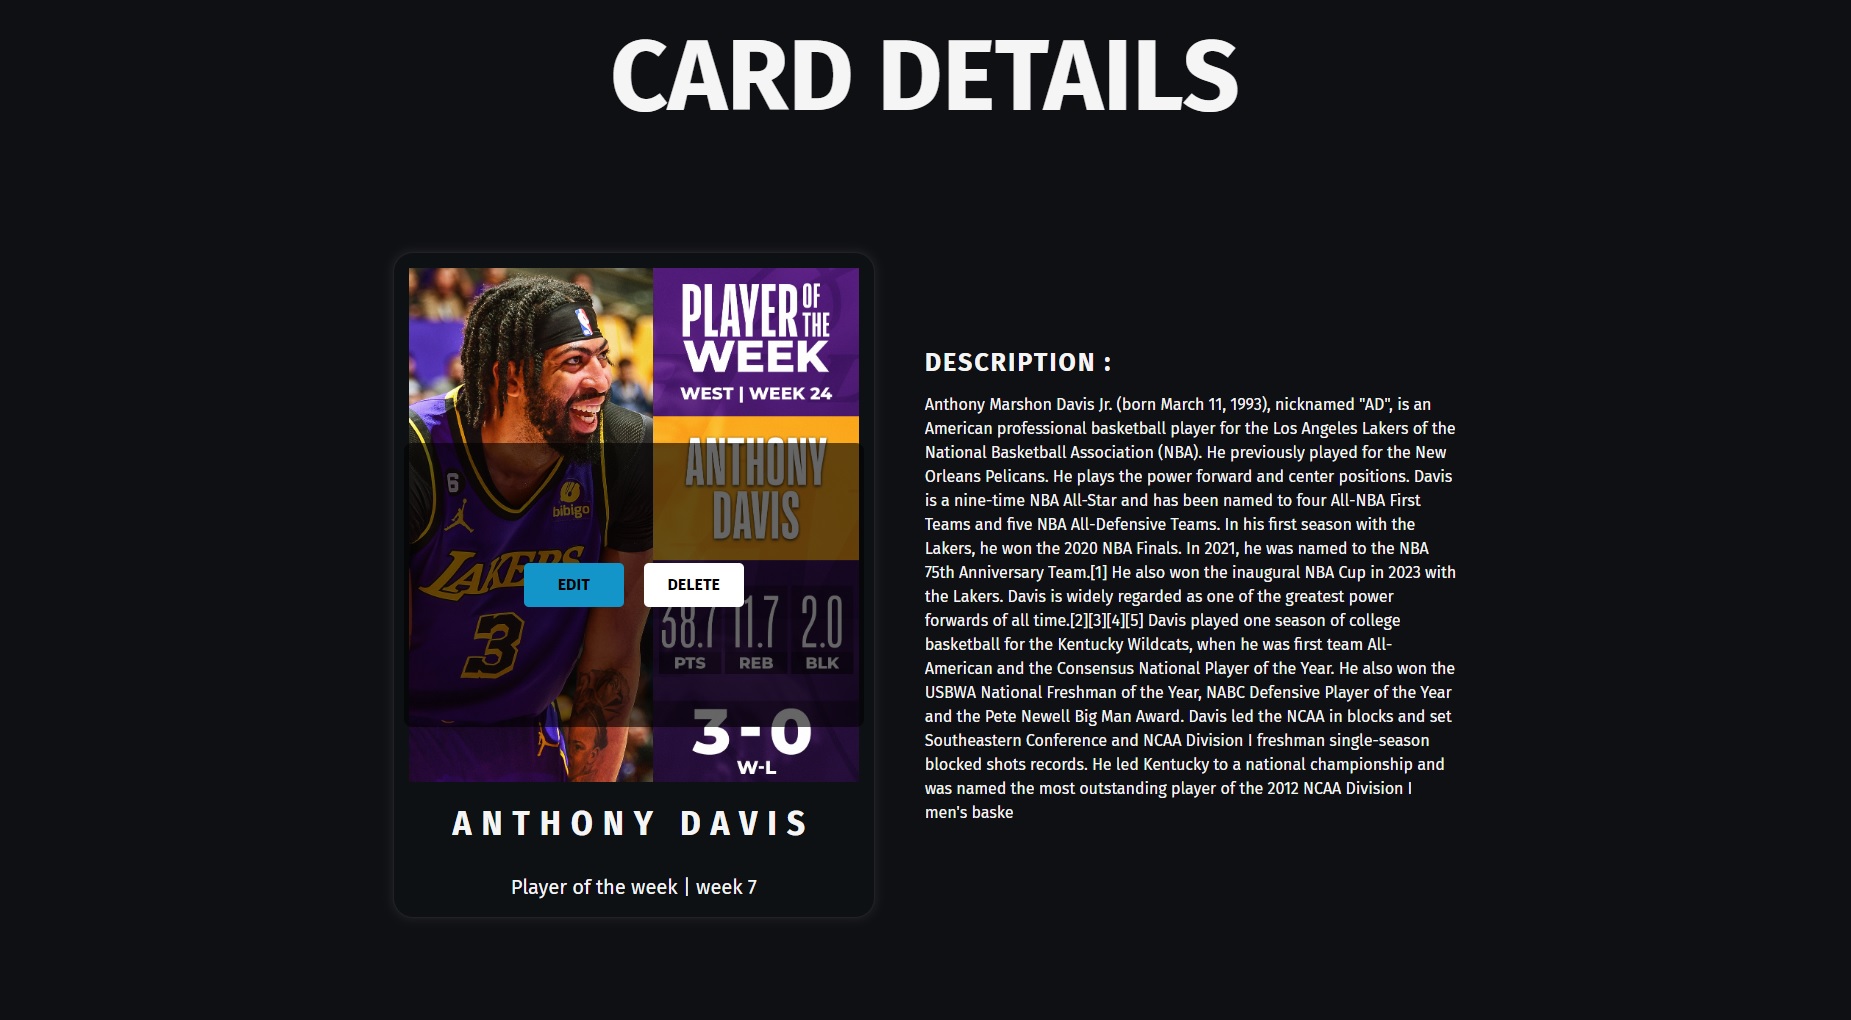 CARD DETAILS
PLAYER OF THE
WEEK
WEST | WEEK 24
ANTHONY
DAVIS
6
bibigo
LAKERS
3
EDIT
DELETE
38.7 11.7 2.0
PTS REB BLK
3-0
W-L
ANTHONY DAVIS
Player of the week | week 7
DESCRIPTION :
Anthony Marshon Davis Jr. (born March 11, 1993), nicknamed "AD", is an
American professional basketball player for the Los Angeles Lakers of the
National Basketball Association (NBA). He previously played for the New
Orleans Pelicans. He plays the power forward and center positions. Davis
is a nine-time NBA All-Star and has been named to four All-NBA First
Teams and five NBA All-Defensive Teams. In his first season with the
Lakers, he won the 2020 NBA Finals. In 2021, he was named to the NBA
75th Anniversary Team.[1] He also won the inaugural NBA Cup in 2023 with
the Lakers. Davis is widely regarded as one of the greatest power
forwards of all time.[2][3][4][5] Davis played one season of college
basketball for the Kentucky Wildcats, when he was first team All-
American and the Consensus National Player of the Year. He also won the
USBWA National Freshman of the Year, NABC Defensive Player of the Year
and the Pete Newell Big Man Award. Davis led the NCAA in blocks and set
Southeastern Conference and NCAA Division I freshman single-season
blocked shots records. He led Kentucky to a national championship and
was named the most outstanding player of the 2012 NCAA Division I
men's baske